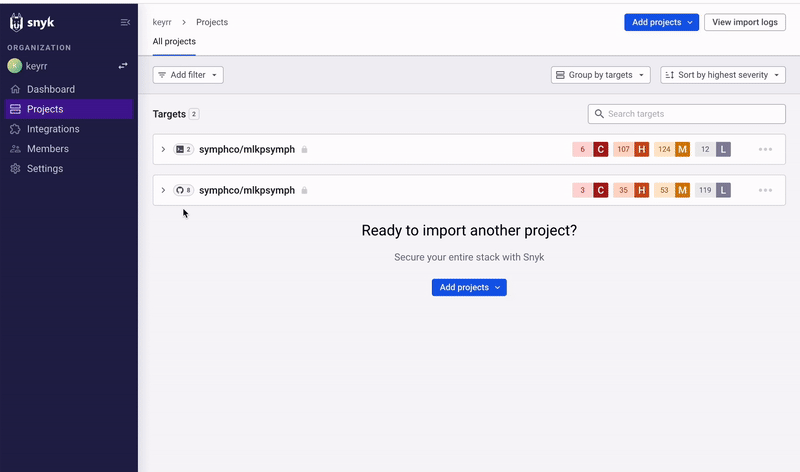 snyk
ORGANIZATION
keyrr
Dashboard
Projects
Integrations
Members
Settings
keyrr > Projects
Add projects
View import logs
All projects
Add filter
Group by targets
Sort by highest severity
Targets 2
Search targets
2 symphco/mlkpsymph 6 C 107 H 124 M 12 L
8 symphco/mlkpsymph 3 C 35 H 53 M 119 L
Ready to import another project?
Secure your entire stack with Snyk
Add projects